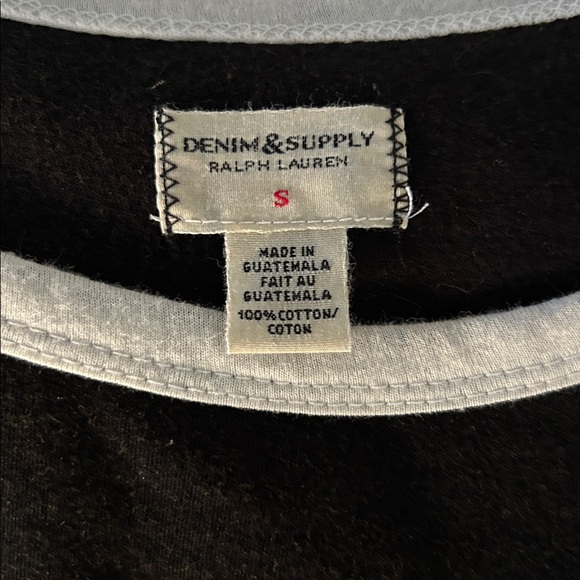 DENIM&SUPPLY
RALPH LAUREN
S
MADE IN
GUATEMALA
FAIT AU
GUATEMALA
100% COTTON/
COTON